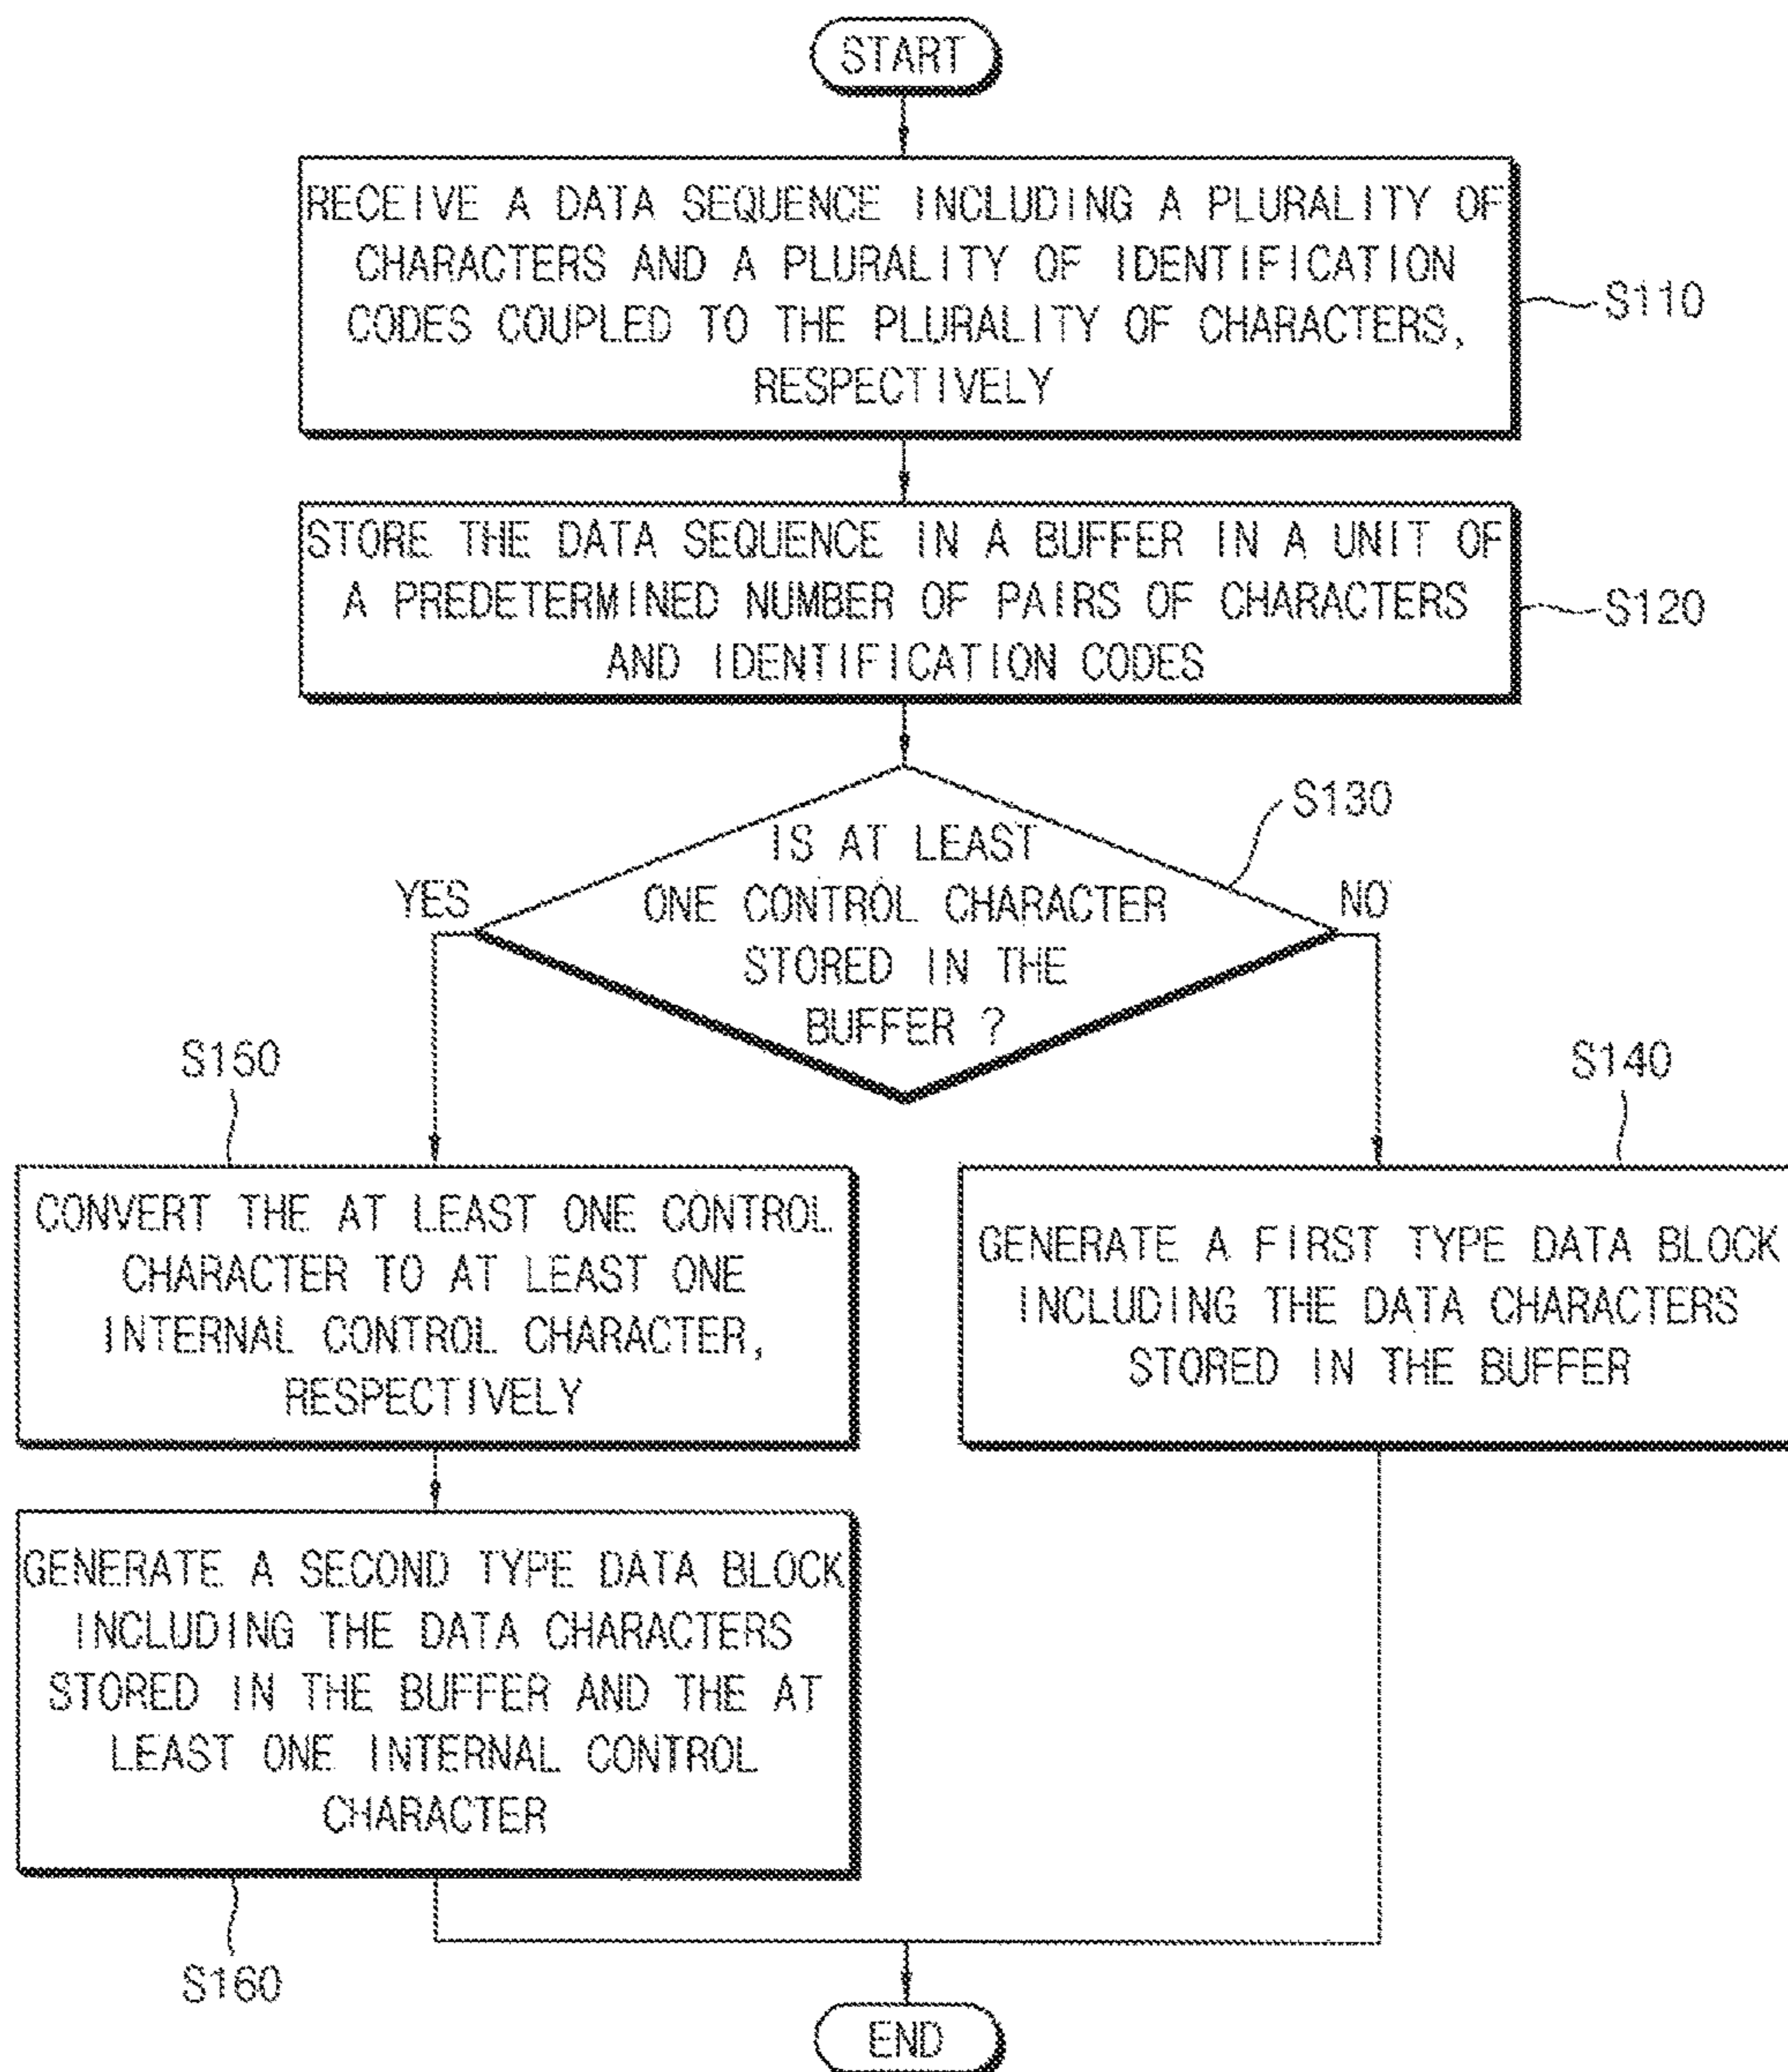 START
RECEIVE A DATA SEQUENCE INCLUDING A PLURALITY OF
CHARACTERS AND A PLURALITY OF IDENTIFICATION
CODES COUPLED TO THE PLURALITY OF CHARACTERS,
RESPECTIVELY
S110
STORE THE DATA SEQUENCE IN A BUFFER IN A UNIT OF
A PREDETERMINED NUMBER OF PAIRS OF CHARACTERS
AND IDENTIFICATION CODES
S120
S130
IS AT LEAST
ONE CONTROL CHARACTER
STORED IN THE
BUFFER ?
YES
NO
S150
CONVERT THE AT LEAST ONE CONTROL
CHARACTER TO AT LEAST ONE
INTERNAL CONTROL CHARACTER,
RESPECTIVELY
S140
GENERATE A FIRST TYPE DATA BLOCK
INCLUDING THE DATA CHARACTERS
STORED IN THE BUFFER
GENERATE A SECOND TYPE DATA BLOCK
INCLUDING THE DATA CHARACTERS
STORED IN THE BUFFER AND THE AT
LEAST ONE INTERNAL CONTROL
CHARACTER
S160
END